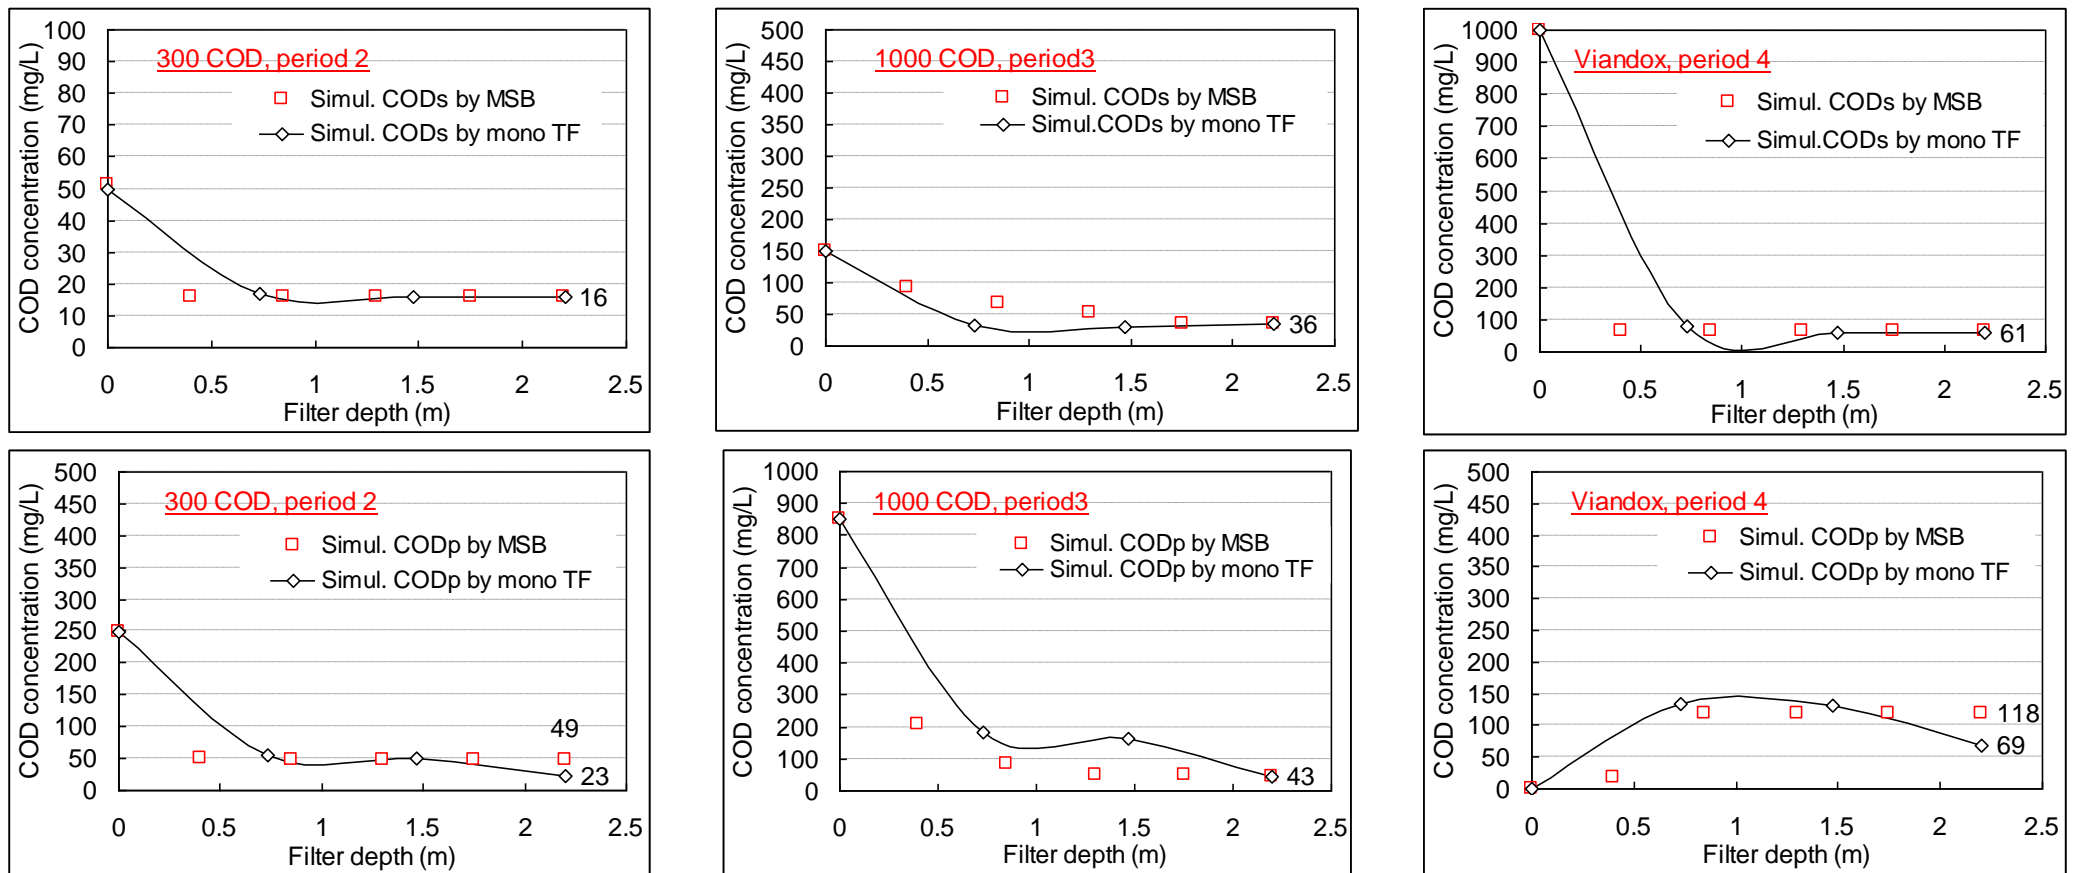 COD concentration (mg/L)
100
90
80
70
60
50
40
30
20
10
0
300 COD, period 2
Simul. CODs by MSB
Simul. CODs by mono TF
16
0 0.5 1 1.5 2 2.5
Filter depth (m)
COD concentration (mg/L)
500
450
400
350
300
250
200
150
100
50
0
1000 COD, period3
Simul. CODs by MSB
Simul.CODs by mono TF
36
0 0.5 1 1.5 2 2.5
Filter depth (m)
COD concentration (mg/L)
1000
900
800
700
600
500
400
300
200
100
0
Viandox, period 4
Simul. CODs by MSB
Simul.CODs by mono TF
61
0 0.5 1 1.5 2 2.5
Filter depth (m)
COD concentration (mg/L)
500
450
400
350
300
250
200
150
100
50
0
300 COD, period 2
Simul. CODp by MSB
Simul. CODp by mono TF
49
23
0 0.5 1 1.5 2 2.5
Filter depth (m)
COD concentration (mg/L)
1000
900
800
700
600
500
400
300
200
100
0
1000 COD, period3
Simul. CODp by MSB
Simul. CODp by mono TF
43
0 0.5 1 1.5 2 2.5
Filter depth (m)
COD concentration (mg/L)
500
450
400
350
300
250
200
150
100
50
0
Viandox, period 4
Simul. CODp by MSB
Simul. CODp by mono TF
118
69
0 0.5 1 1.5 2 2.5
Filter depth (m)